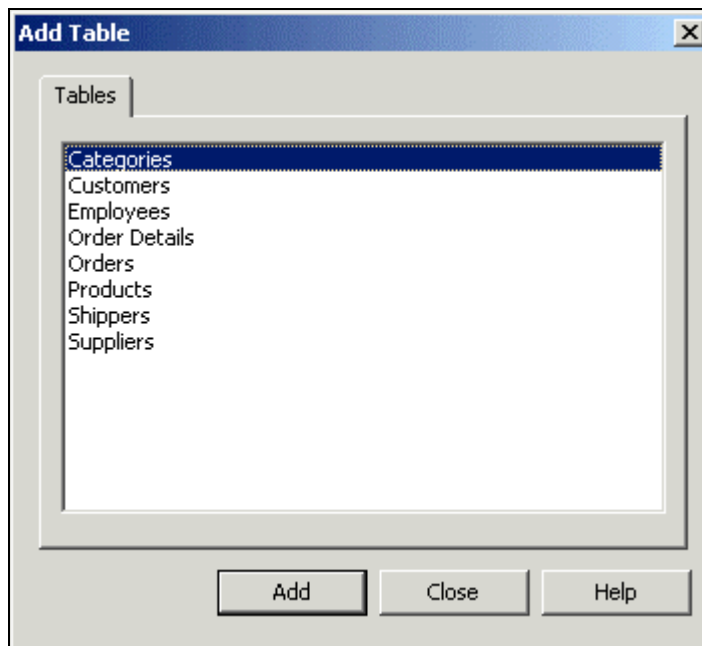 Add Table
Tables
Categories
Customers
Employees
Order Details
Orders
Products
Shippers
Suppliers
Add Close Help